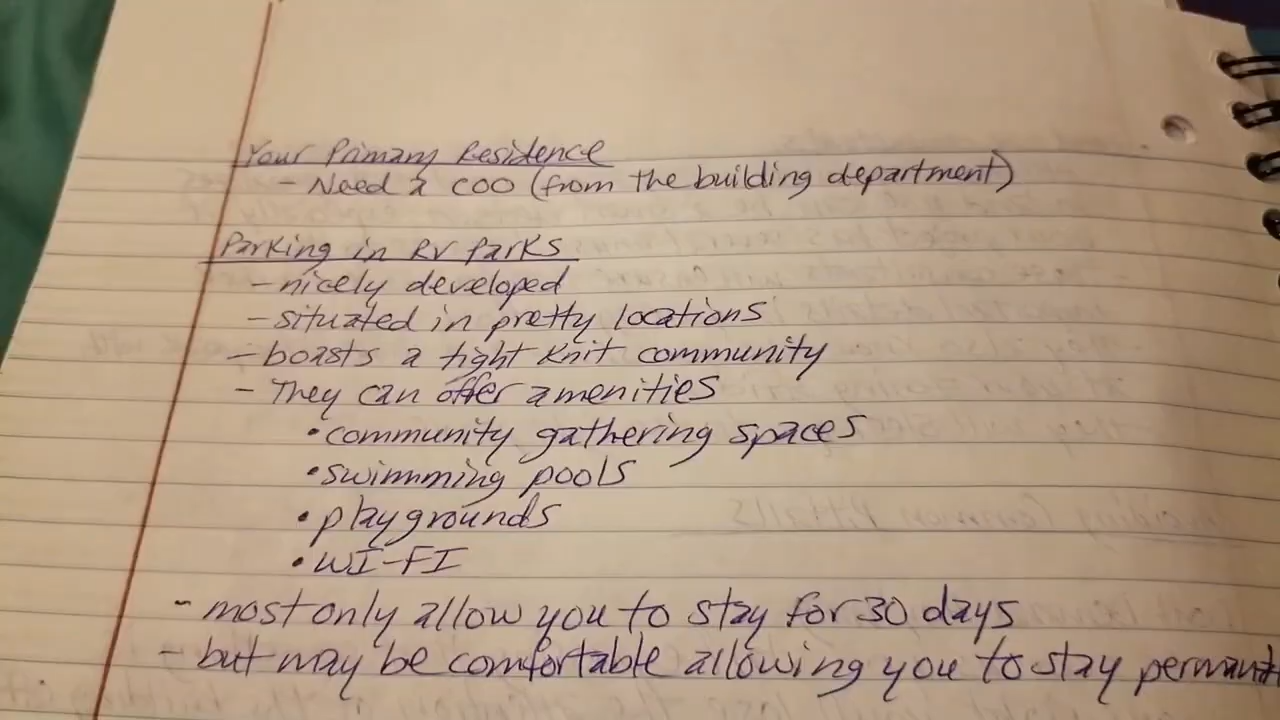 Your Primary Residence
- Need a COO (from the building department)
Parking in RV Parks
- nicely developed
- situated in pretty locations
- boasts a tight knit community
- They can offer amenities
• community gathering spaces
• swimming pools
• playgrounds
• WI-FI
- most only allow you to stay for 30 days
- but may be comfortable allowing you to stay